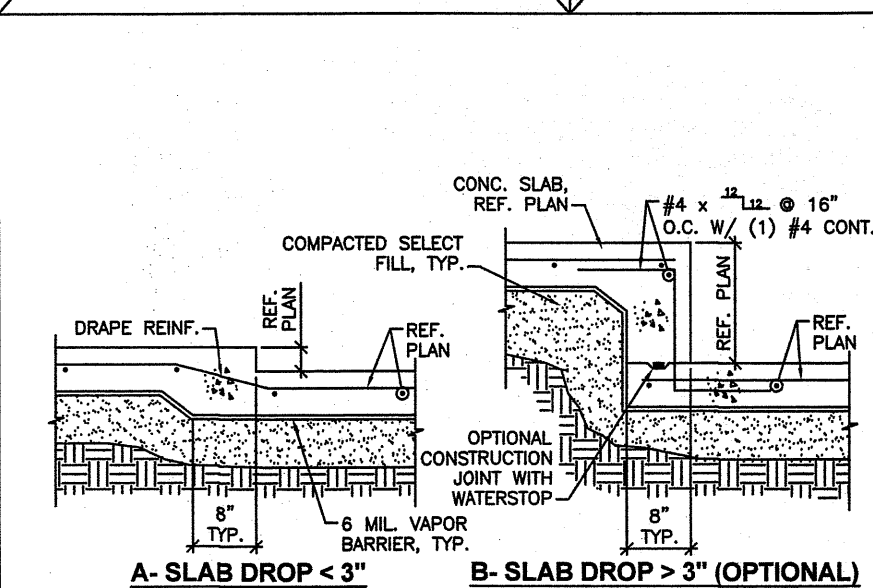 CONC. SLAB,
REF. PLAN
#4 x 12 12 @ 16"
O.C. W/ (1) #4 CONT.
COMPACTED SELECT
FILL, TYP.
REF.
PLAN
REF. PLAN
DRAPE REINF.
REF.
PLAN
REF.
PLAN
OPTIONAL
CONSTRUCTION
JOINT WITH
WATERSTOP
8"
TYP.
6 MIL. VAPOR
BARRIER, TYP.
8"
TYP.
A- SLAB DROP < 3"
B- SLAB DROP > 3" (OPTIONAL)